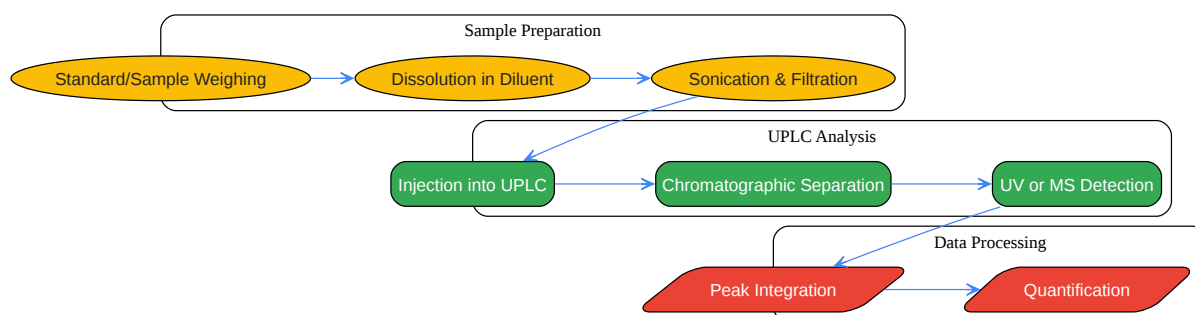 Sample Preparation
Standard/Sample Weighing
Dissolution in Diluent
Sonication & Filtration
UPLC Analysis
Injection into UPLC
Chromatographic Separation
UV or MS Detection
Data Processing
Peak Integration
Quantification